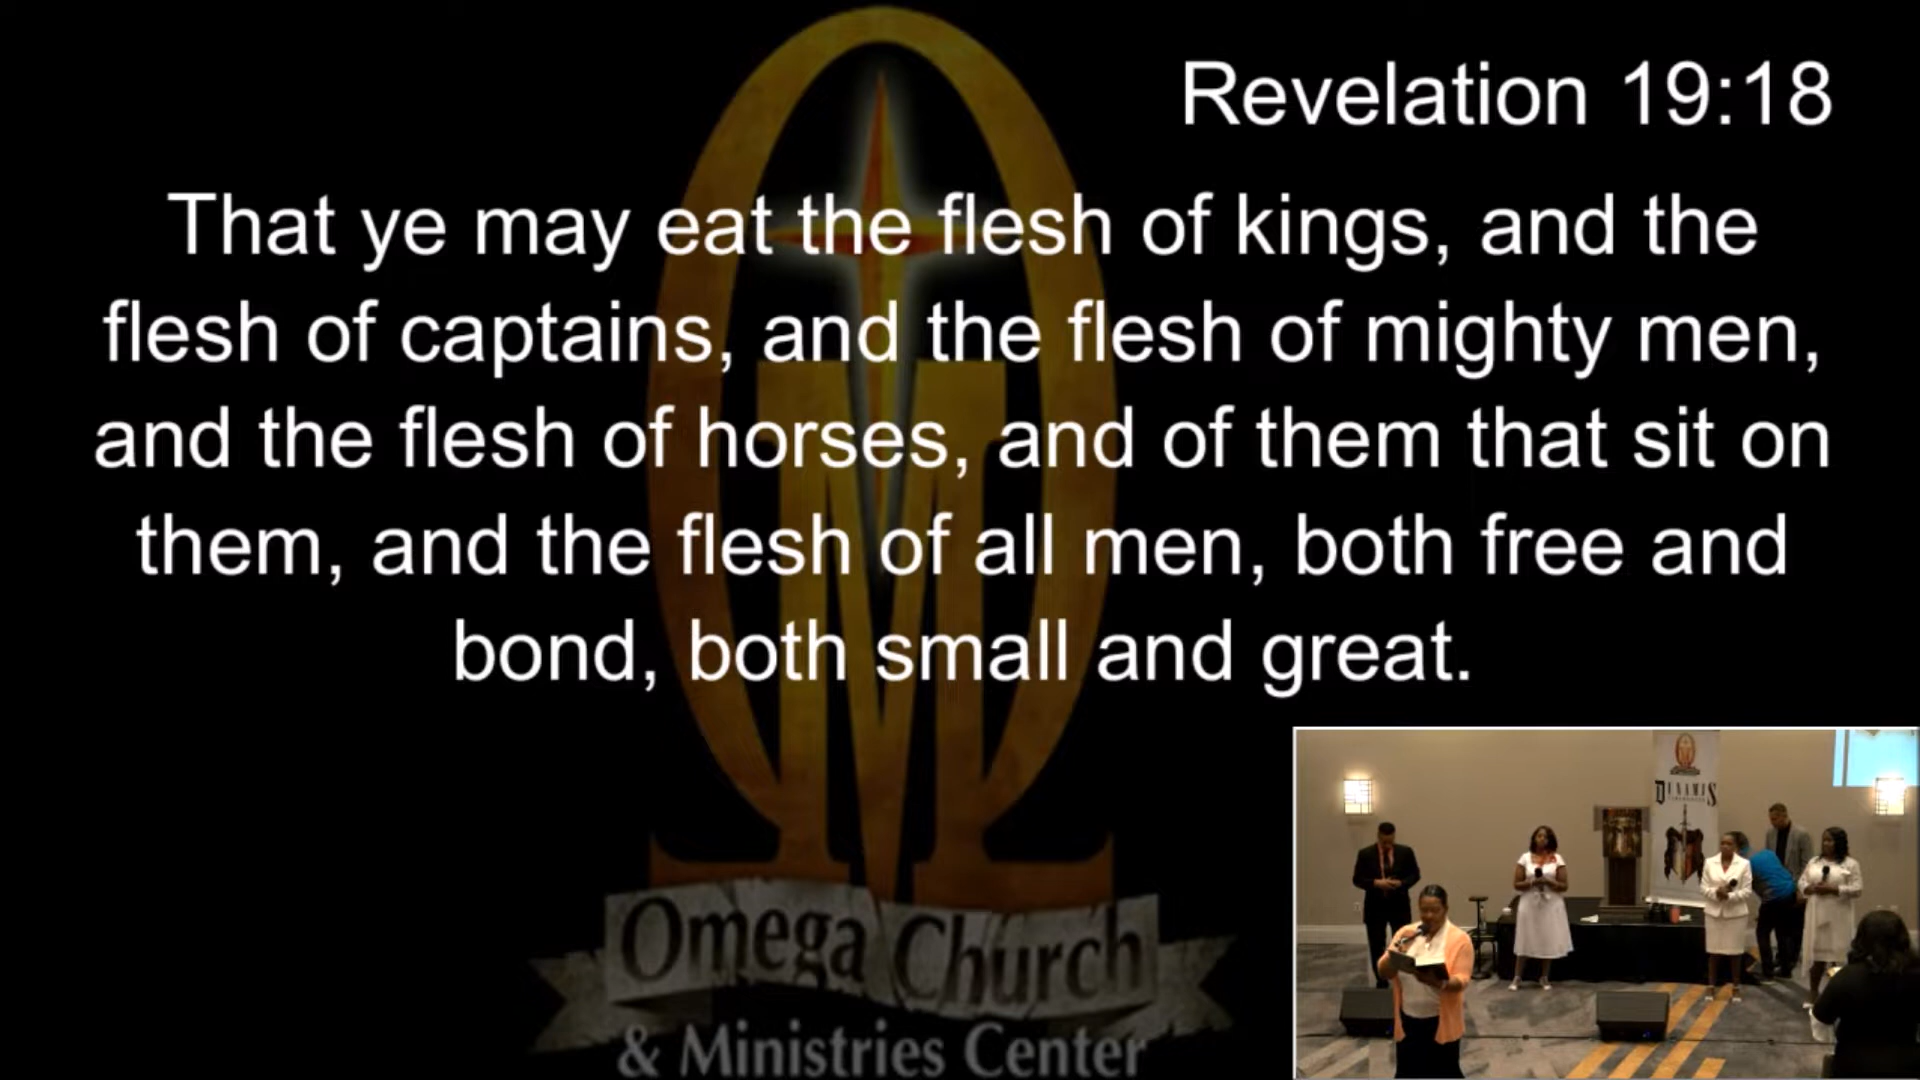 Revelation 19:18
That ye may eat the flesh of kings, and the
flesh of captains, and the flesh of mighty men,
and the flesh of horses, and of them that sit on
them, and the flesh of all men, both free and
bond, both small and great.
Omega Church
& Ministries Center
DUNAMIS